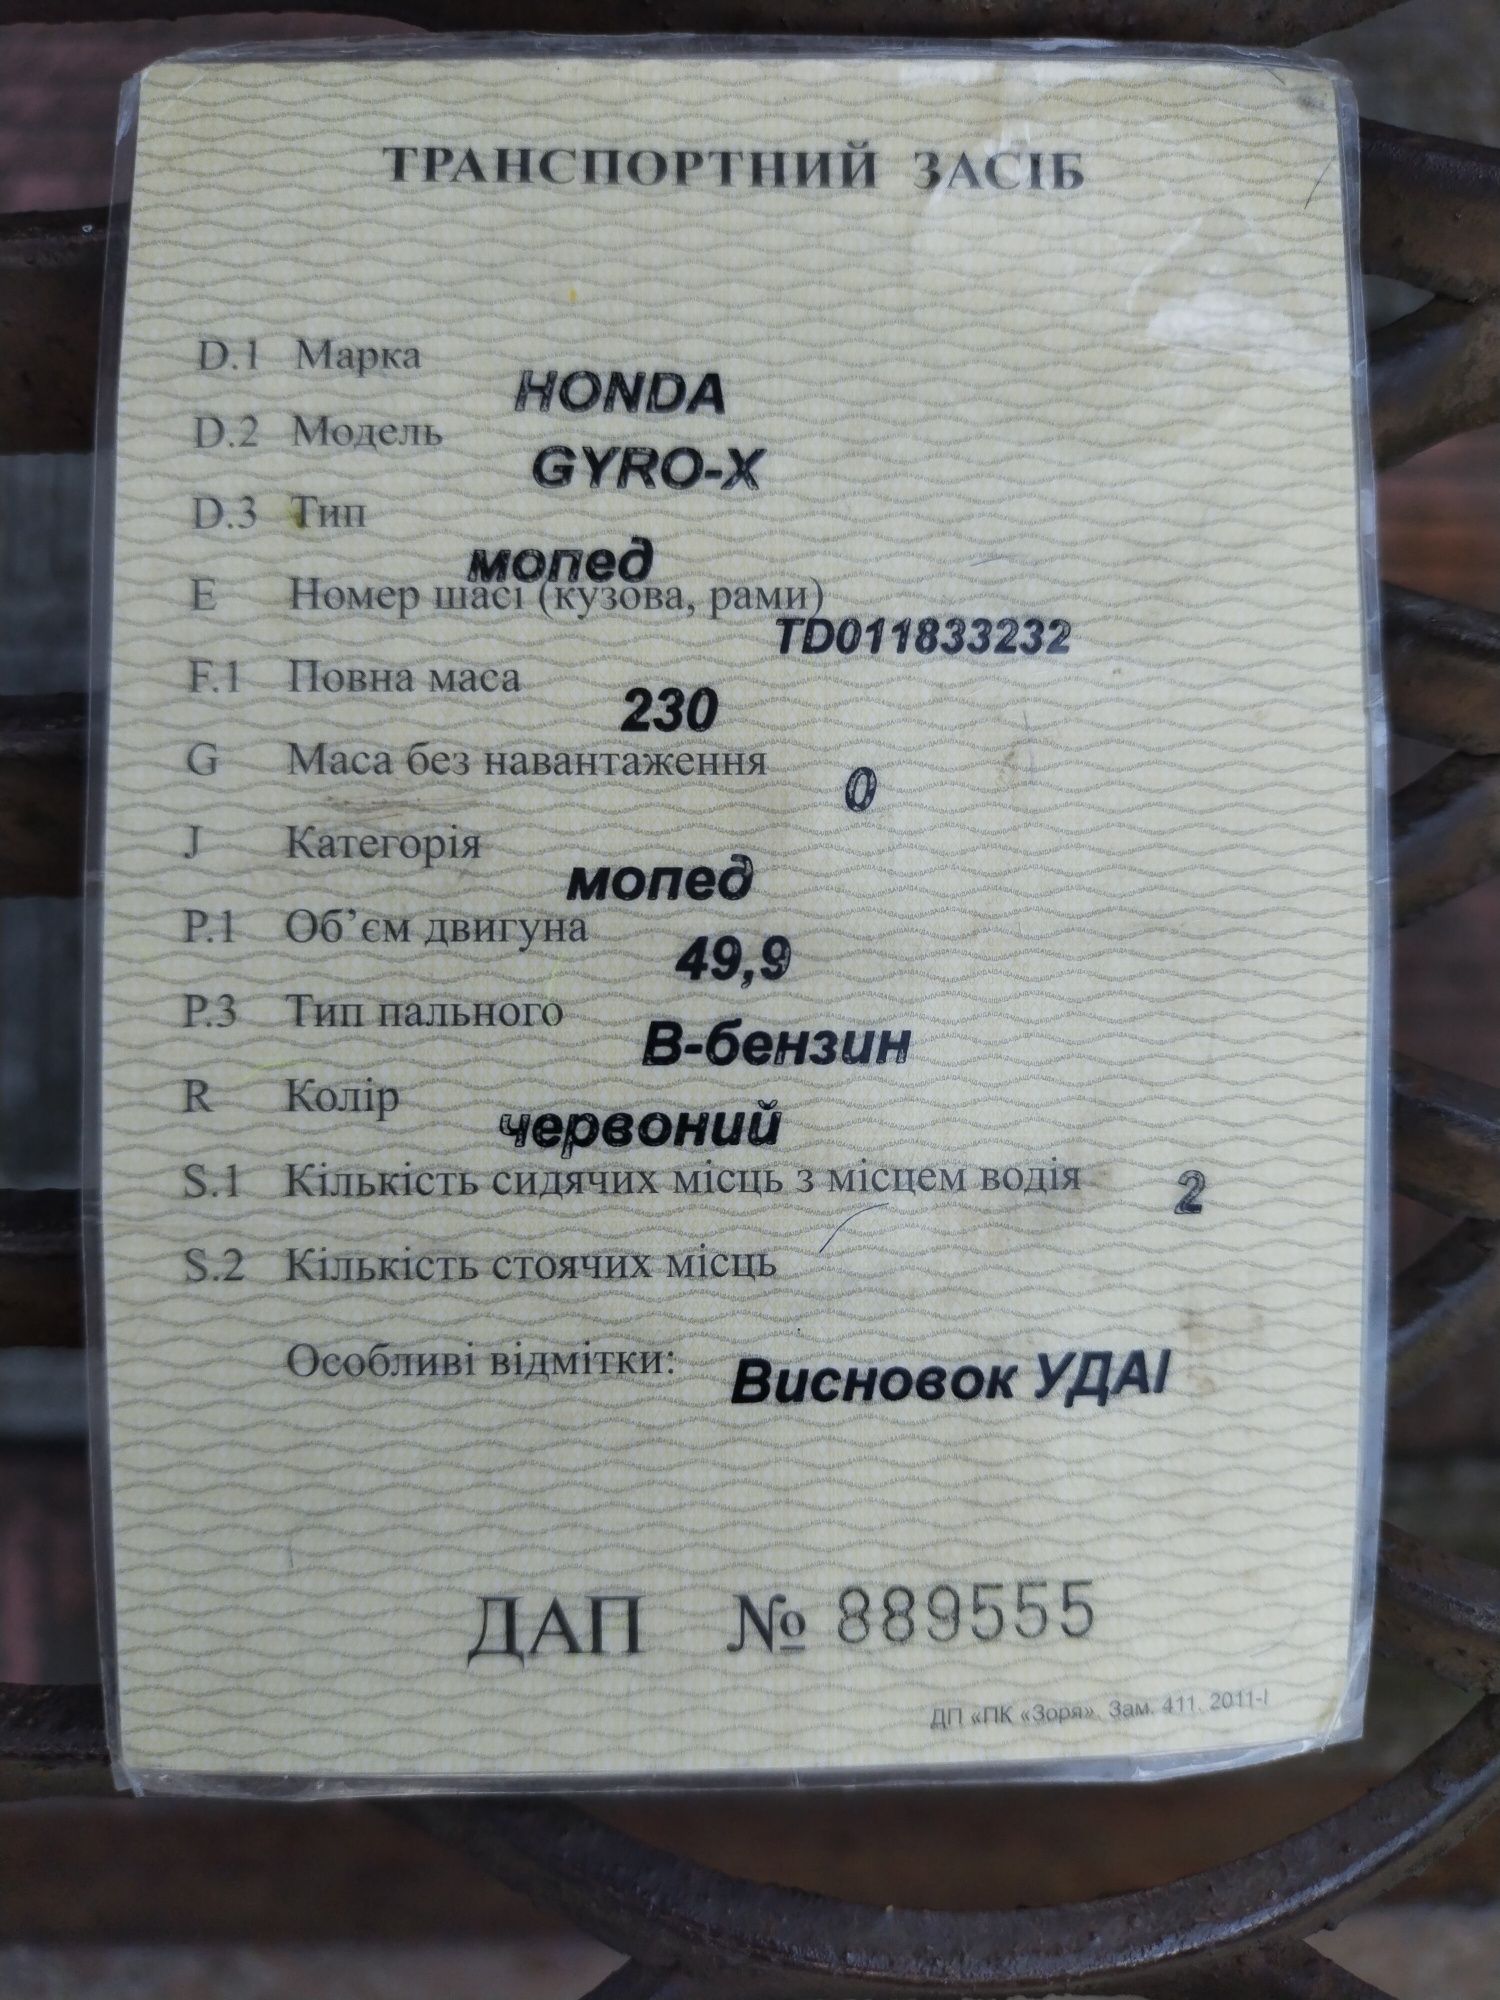 ТРАНСПОРТНИЙ ЗАСІБ
D.1 Марка HONDA
D.2 Модель GYRO-X
D.3 Тип мопед
E Номер шасі (кузова, рами) TD011833232
F.1 Повна маса 230
G Маса без навантаження 0
J Категорія мопед
P.1 Об’єм двигуна 49,9
P.3 Тип пального В-бензин
R Колір червоний
S.1 Кількість сидячих місць з місцем водія 2
S.2 Кількість стоячих місць
Особливі відмітки: Висновок УДАІ
ДАП № 889555
ДП «ПК «Зоря». Зам. 411. 2011-І